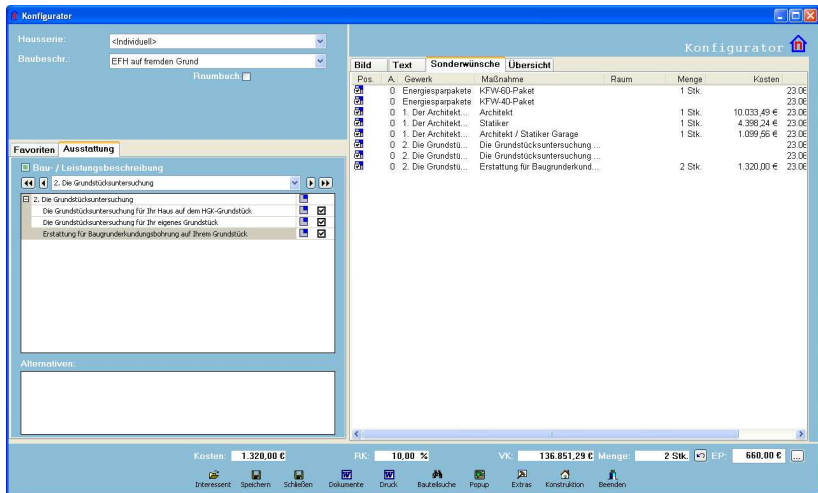 Konfigurator
Hausserie: <Individuell>
Baubeschr.: EFH auf fremden Grund
Raumbuch
Konfigurator
Bild Text Sonderwünsche Übersicht
Pos. A. Gewerk Maßnahme Raum Menge Kosten
0 Energiesparpakete KFW-60-Paket 1 Stk. 23.06
0 Energiesparpakete KFW-40-Paket 23.06
0 1. Der Architekt... Architekt 1 Stk. 10.033,49 € 23.06
0 1. Der Architekt... Statiker 1 Stk. 4.398,24 € 23.06
0 1. Der Architekt... Architekt / Statiker Garage 1 Stk. 1.099,56 € 23.06
0 2. Die Grundstü... Die Grundstücksuntersuchung ... 23.06
0 2. Die Grundstü... Die Grundstücksuntersuchung ... 23.06
0 2. Die Grundstü... Erstattung für Baugrunderkund... 2 Stk. 1.320,00 € 23.06
Favoriten Ausstattung
Bau- / Leistungsbeschreibung
2. Die Grundstücksuntersuchung
2. Die Grundstücksuntersuchung
Die Grundstücksuntersuchung für Ihr Haus auf dem HGK-Grundstück
Die Grundstücksuntersuchung für Ihr eigenes Grundstück
Erstattung für Baugrunderkundungsbohrung auf Ihrem Grundstück
Alternativen:
Kosten: 1.320,00 € RK: 10,00 % VK: 136.851,29 € Menge: 2 Stk. EP: 660,00 € ...
Interessent Speichern Schließen Dokumente Druck Bauteilsuche Popup Extras Konstruktion Beenden